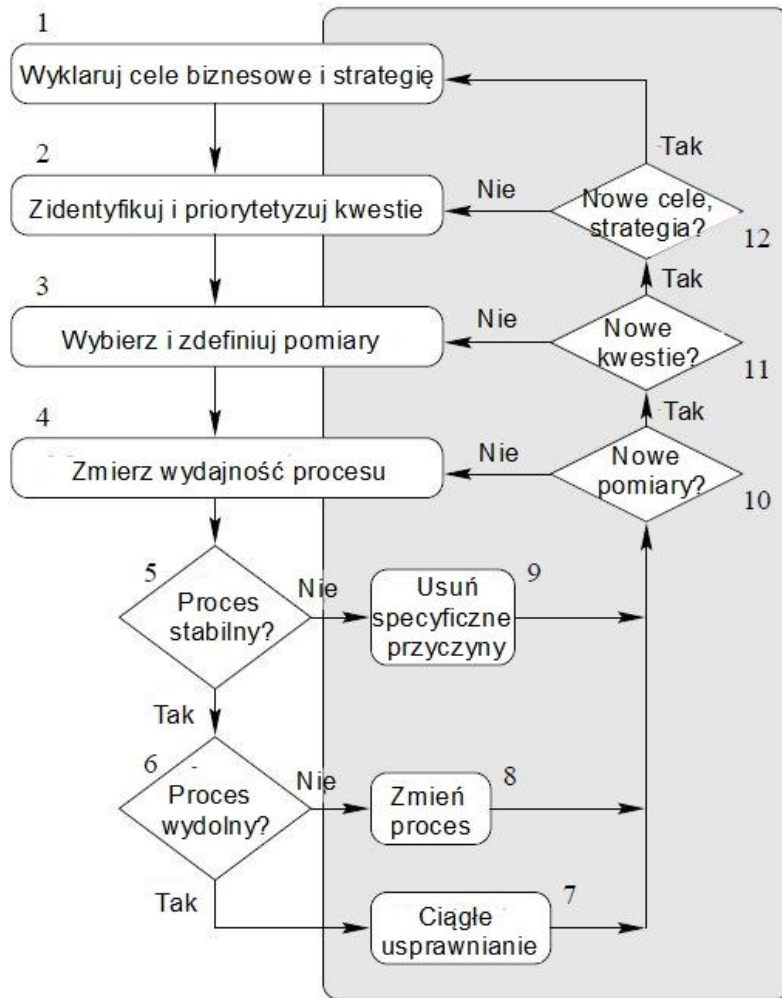 1
Wyklaruj cele biznesowe i strategię
2
Zidentyfikuj i priorytetyzuj kwestie
3
Wybierz i zdefiniuj pomiary
4
Zmierz wydajność procesu
5
Proces
stabilny?
Nie
Tak
6
Proces
wydolny?
Nie
Tak
Ciągłe
usprawnianie
7
Zmień
proces
8
Usuń
specyficzne
przyczyny
9
Nowe
pomiary?
10
Nie
Tak
Nowe
kwestie?
11
Nie
Tak
Nowe cele,
strategia?
12
Nie
Tak